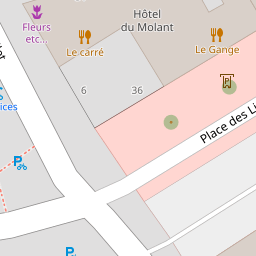 Hôtel
du Molant
Fleurs
etc...
Le carré
Le Gange
6
36
Place des Li